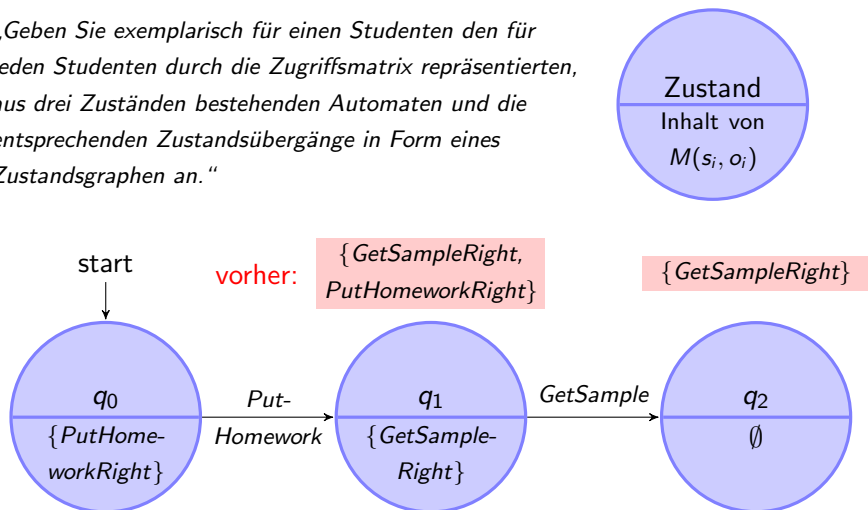 „Geben Sie exemplarisch für einen Studenten den für
jeden Studenten durch die Zugriffsmatrix repräsentierten,
aus drei Zuständen bestehenden Automaten und die
entsprechenden Zustandsübergänge in Form eines
Zustandsgraphen an.“
Zustand
Inhalt von
M(sᵢ, oᵢ)
start
vorher:
{GetSampleRight,
PutHomeworkRight}
{GetSampleRight}
q₀
{PutHome-
workRight}
Put-
Homework
q₁
{GetSample-
Right}
GetSample
q₂
∅